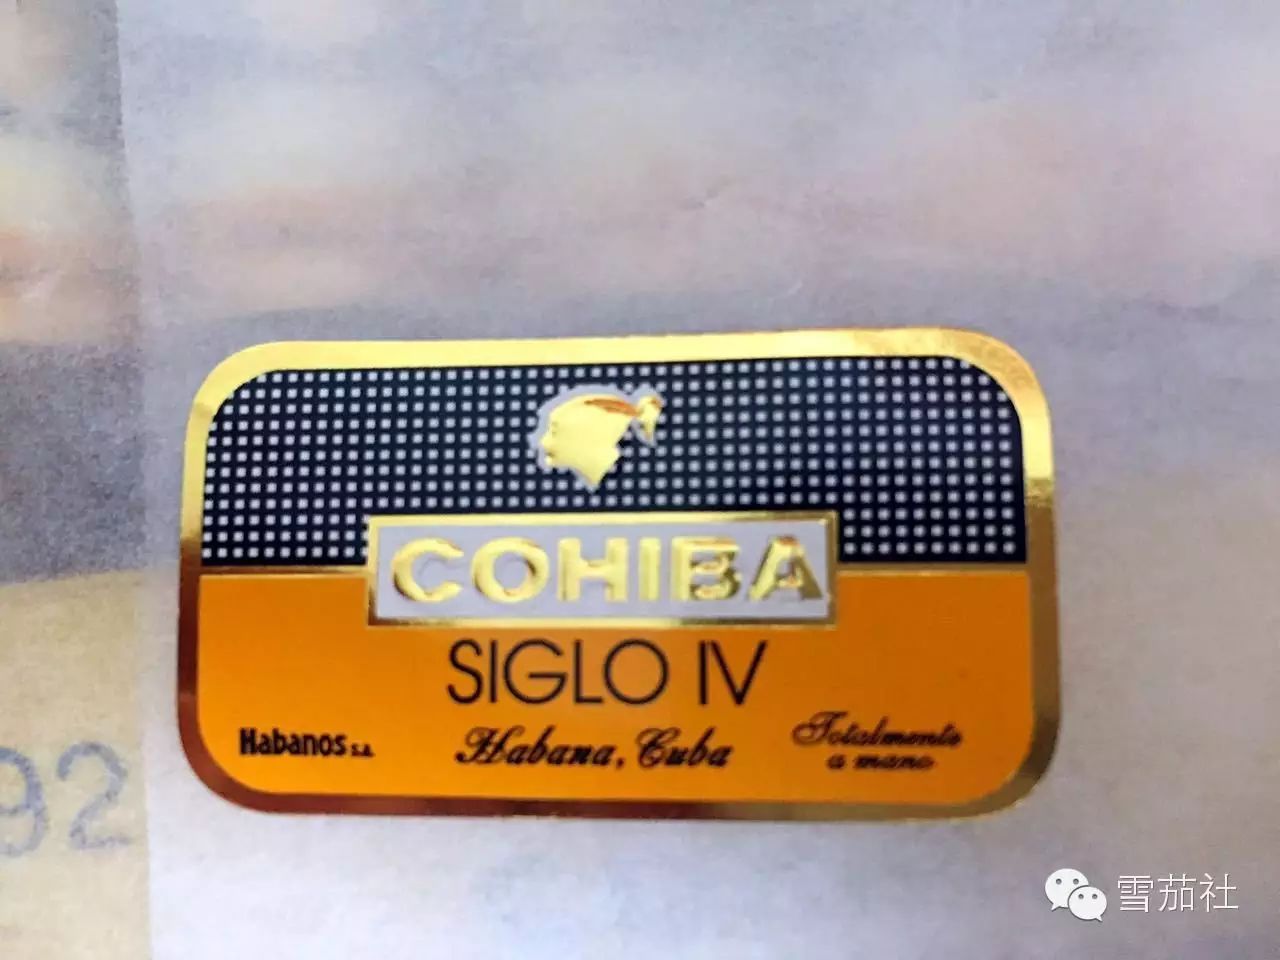 COHIBA
SIGLO IV
Habanos s.a.
Habana, Cuba
Totalmente
a mano
92
雪茄社